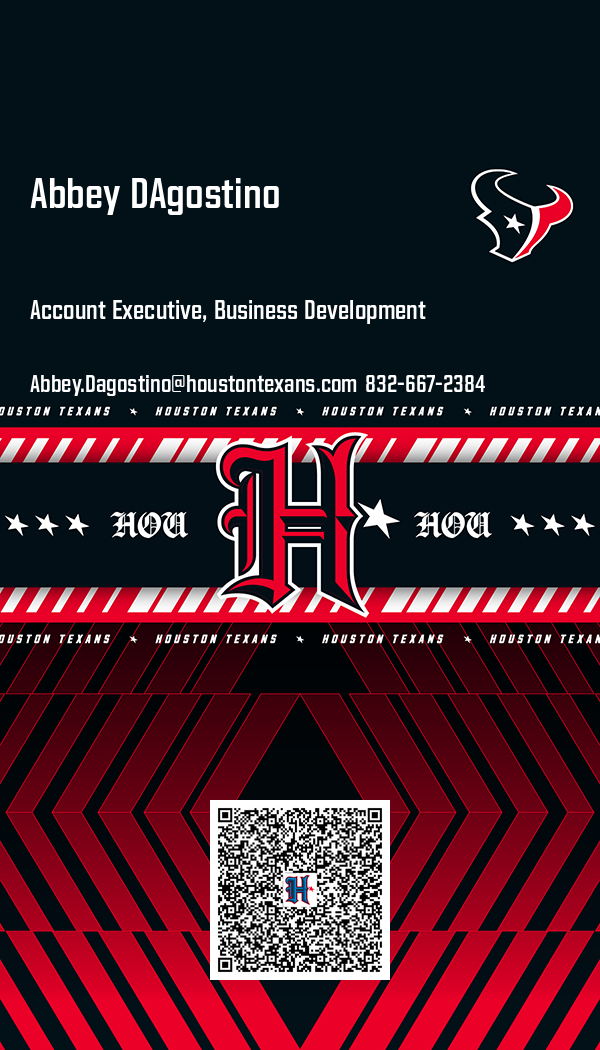 Abbey DAgostino
Account Executive, Business Development
Abbey.Dagostino@houstontexans.com 832-667-2384
OUSTON TEXANS ★ HOUSTON TEXANS ★ HOUSTON TEXANS ★ HOUSTON TEXAN
★ ★ ★ HOU H★ HOU ★ ★ ★
OUSTON TEXANS ★ HOUSTON TEXANS ★ HOUSTON TEXANS ★ HOUSTON TEXAN
H